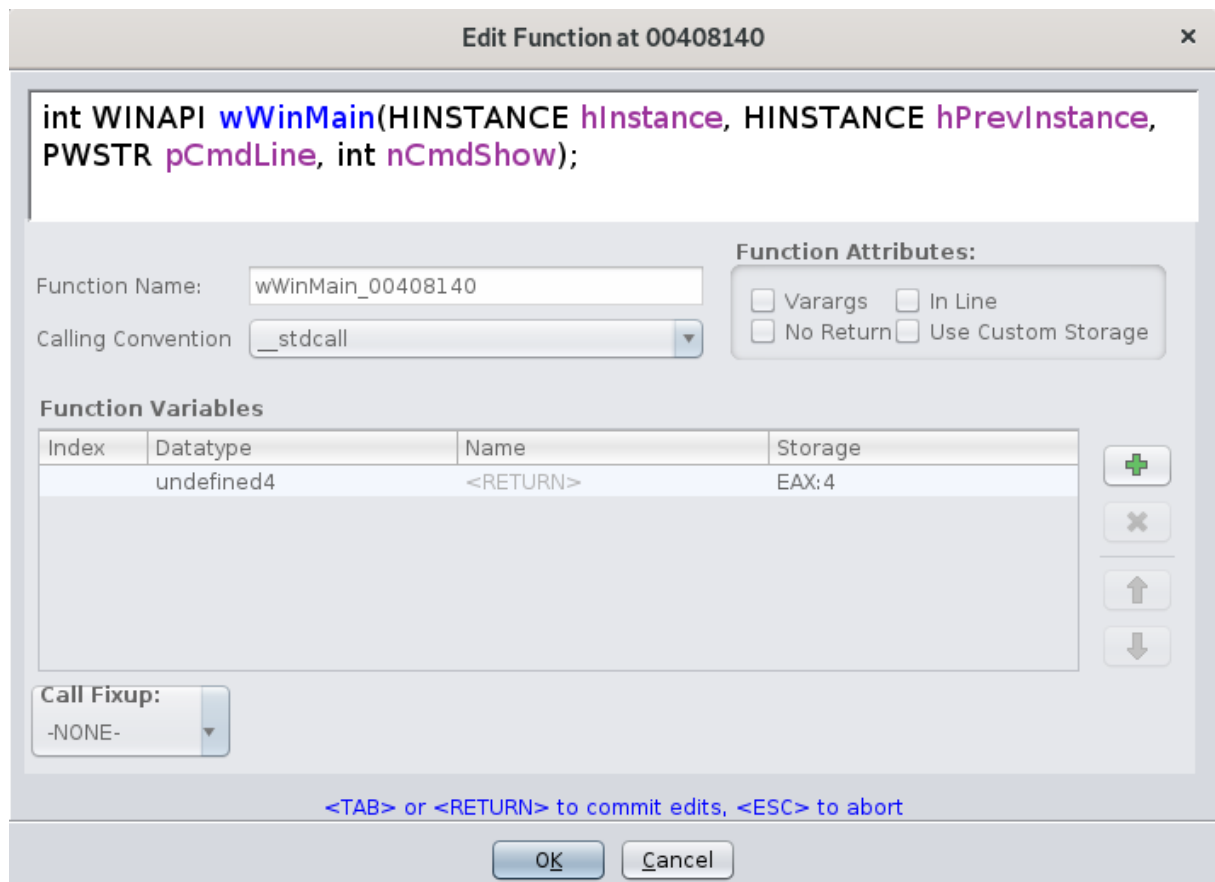 Edit Function at 00408140
×
int WINAPI wWinMain(HINSTANCE hInstance, HINSTANCE hPrevInstance,
PWSTR pCmdLine, int nCmdShow);
Function Attributes:
Function Name: wWinMain_00408140
Varargs In Line
Calling Convention __stdcall
No Return Use Custom Storage
Function Variables
Index Datatype Name Storage
undefined4 <RETURN> EAX:4
Call Fixup:
-NONE-
<TAB> or <RETURN> to commit edits, <ESC> to abort
OK Cancel